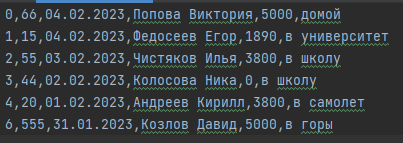 0,66,04.02.2023,Попова Виктория,5000,домой
1,15,04.02.2023,Федосеев Егор,1890,в университет
2,55,03.02.2023,Чистяков Илья,3800,в школу
3,44,02.02.2023,Колосова Ника,0,в школу
4,20,01.02.2023,Андреев Кирилл,3800,в самолет
6,555,31.01.2023,Козлов Давид,5000,в горы